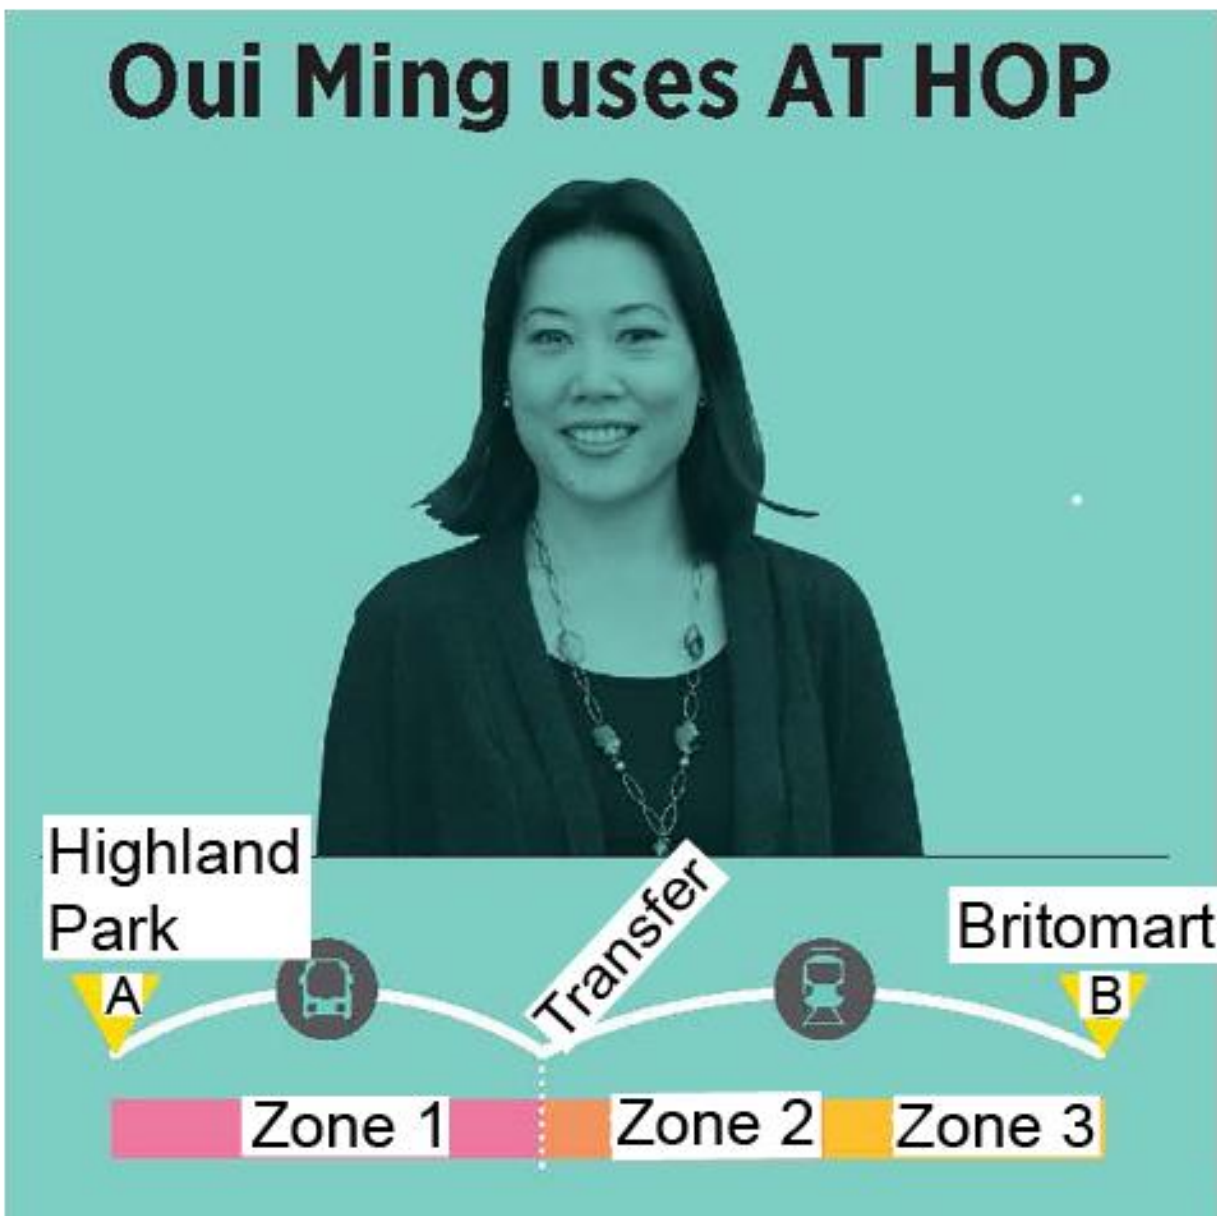 Oui Ming uses AT HOP
Highland
Park
Transfer
Britomart
A
B
Zone 1
Zone 2
Zone 3